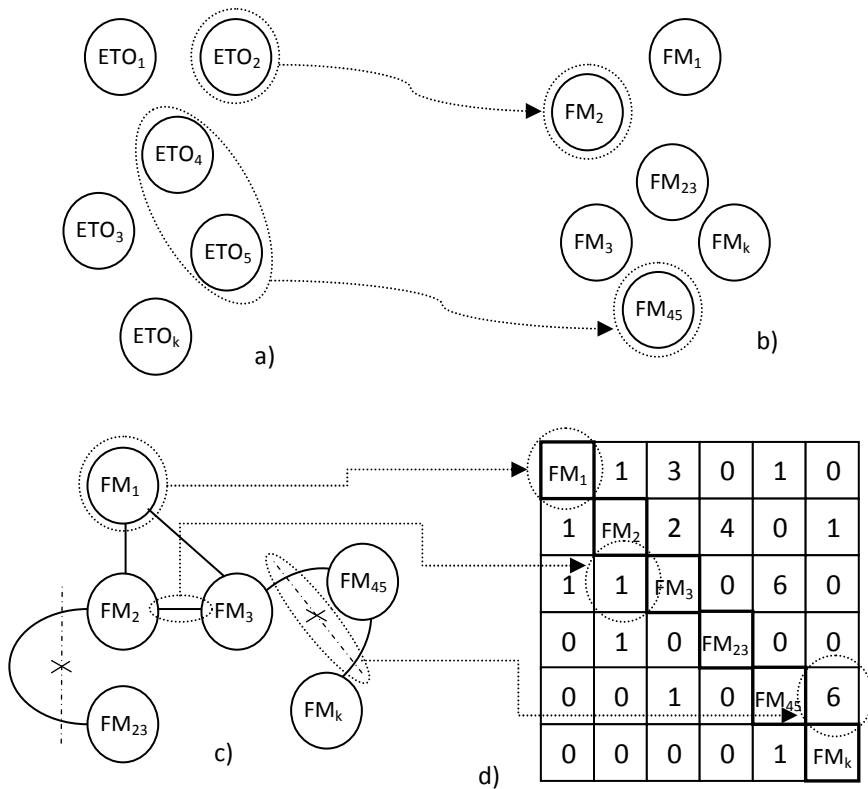 ETO₁
ETO₂
ETO₄
ETO₃
ETO₅
ETOₖ
a)
FM₁
FM₂
FM₂₃
FM₃
FMₖ
FM₄₅
b)
FM₁
FM₂
FM₃
FM₄₅
FM₂₃
FMₖ
c)
FM₁ 1 3 0 1 0
1 FM₂ 2 4 0 1
1 1 FM₃ 0 6 0
0 1 0 FM₂₃ 0 0
0 0 1 0 FM₄₅ 6
0 0 0 0 1 FMₖ
d)